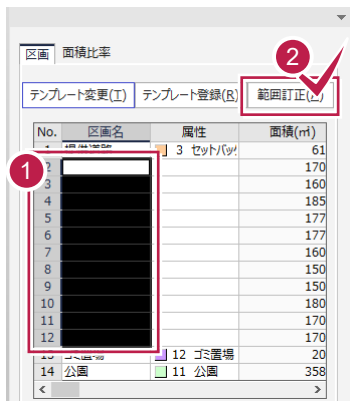 区画 面積比率
2
テンプレート変更(T) テンプレート登録(R) 範囲訂正
No. 区画名 属性 面積(㎡)
3 セットバック 61
1
2 170
3 160
4 185
5 177
6 177
7 160
8 150
9 150
10 180
11 170
12 170
13 ゴミ置場 12 ゴミ置場 20
14 公園 11 公園 358